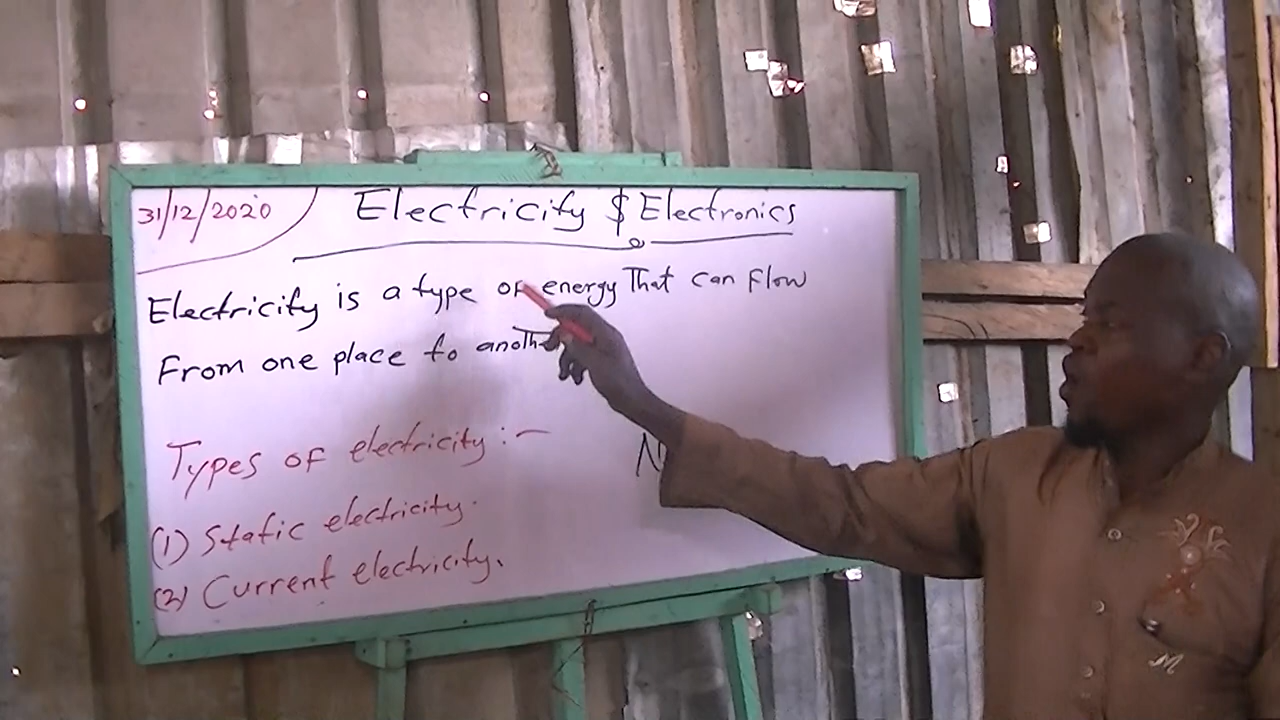 31/12/2020
Electricity $ Electronics
Electricity is a type of energy That can flow
From one place to anothe
Types of electricity :-
(1) Static electricity.
(2) Current electricity.
N